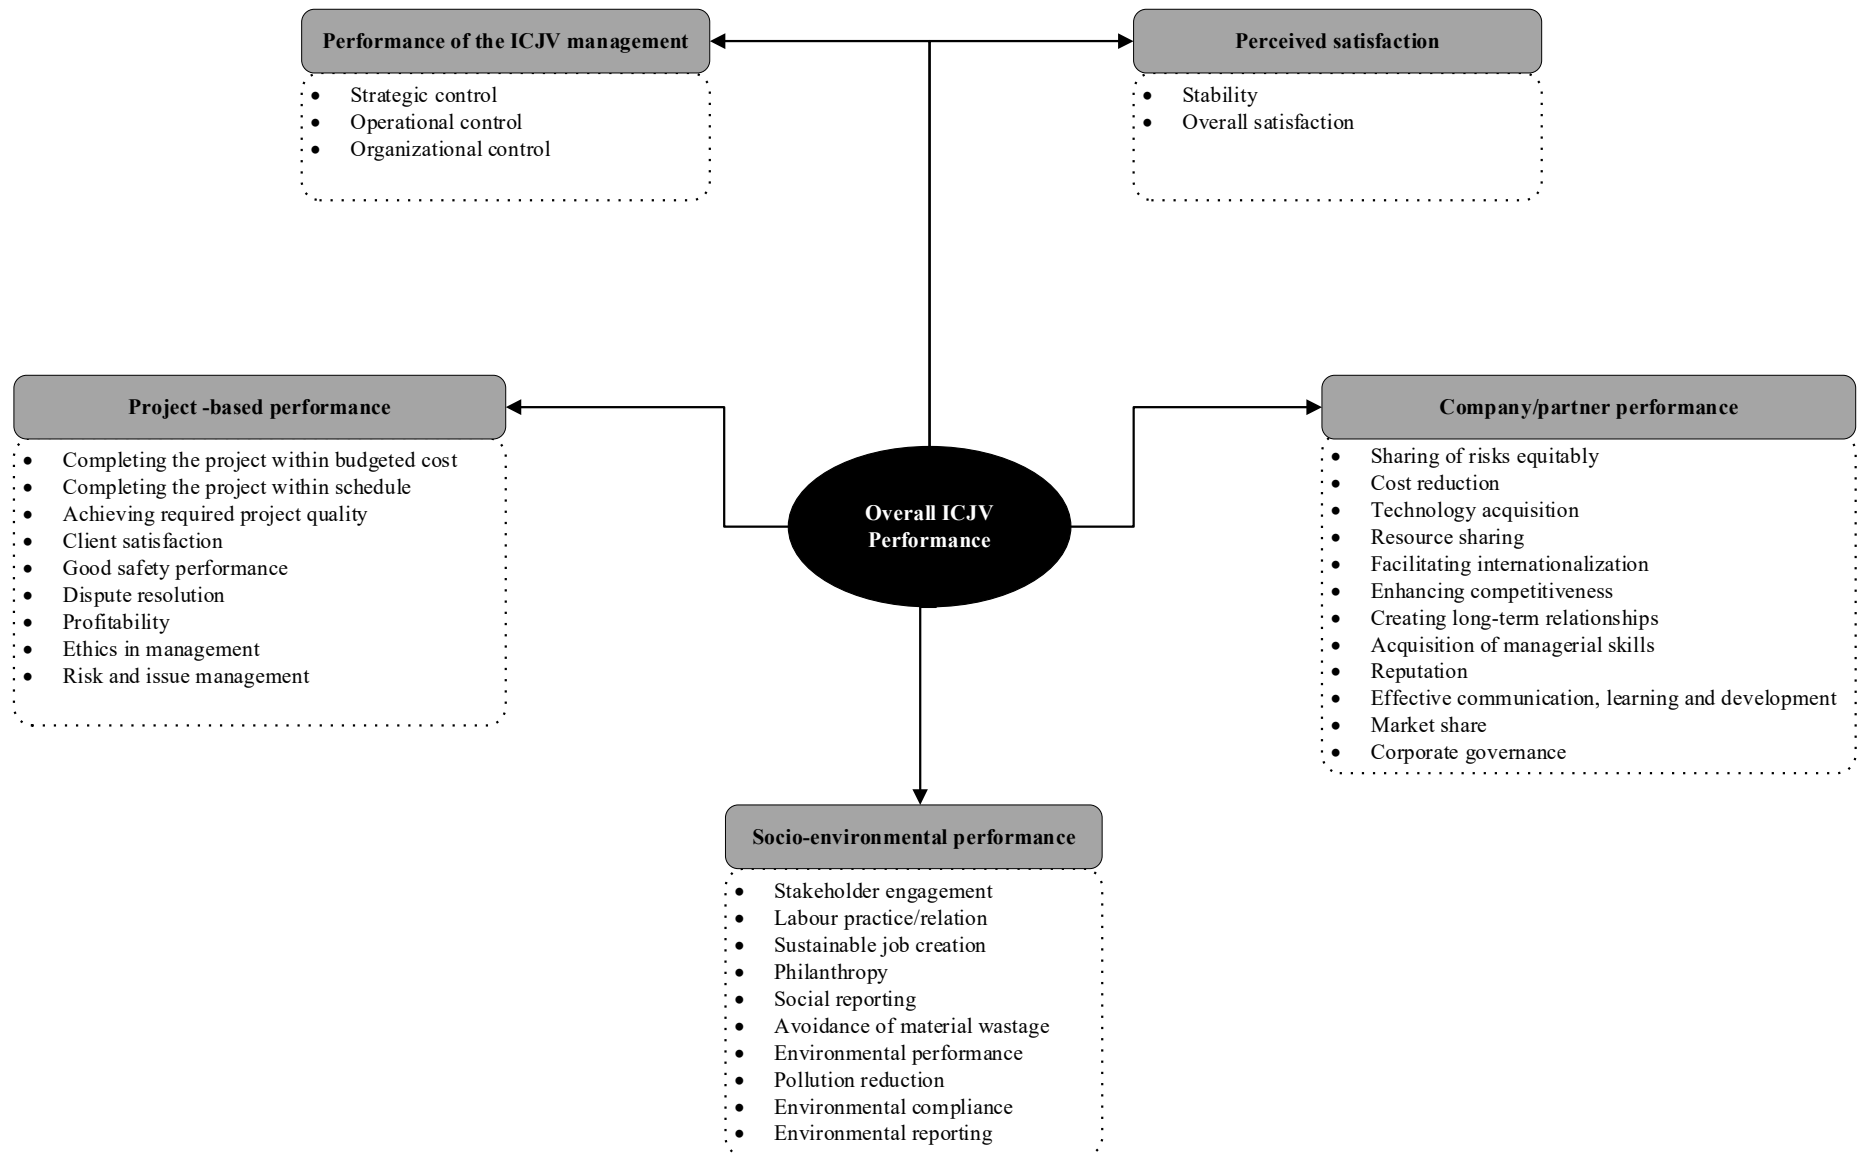 Performance of the ICJV management
• Strategic control
• Operational control
• Organizational control
Perceived satisfaction
• Stability
• Overall satisfaction
Project -based performance
• Completing the project within budgeted cost
• Completing the project within schedule
• Achieving required project quality
• Client satisfaction
• Good safety performance
• Dispute resolution
• Profitability
• Ethics in management
• Risk and issue management
Overall ICJV
Performance
Company/partner performance
• Sharing of risks equitably
• Cost reduction
• Technology acquisition
• Resource sharing
• Facilitating internationalization
• Enhancing competitiveness
• Creating long-term relationships
• Acquisition of managerial skills
• Reputation
• Effective communication, learning and development
• Market share
• Corporate governance
Socio-environmental performance
• Stakeholder engagement
• Labour practice/relation
• Sustainable job creation
• Philanthropy
• Social reporting
• Avoidance of material wastage
• Environmental performance
• Pollution reduction
• Environmental compliance
• Environmental reporting